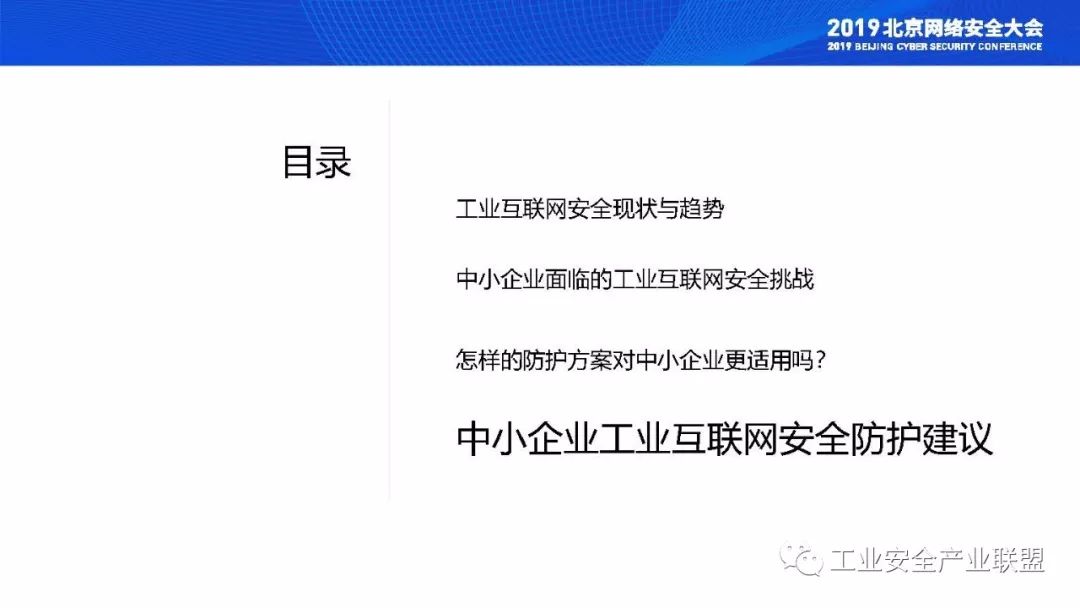 2019北京网络安全大会
2019 BEIJING CYBER SECURITY CONFERENCE
目录
工业互联网安全现状与趋势
中小企业面临的工业互联网安全挑战
怎样的防护方案对中小企业更适用吗？
中小企业工业互联网安全防护建议
工业安全产业联盟